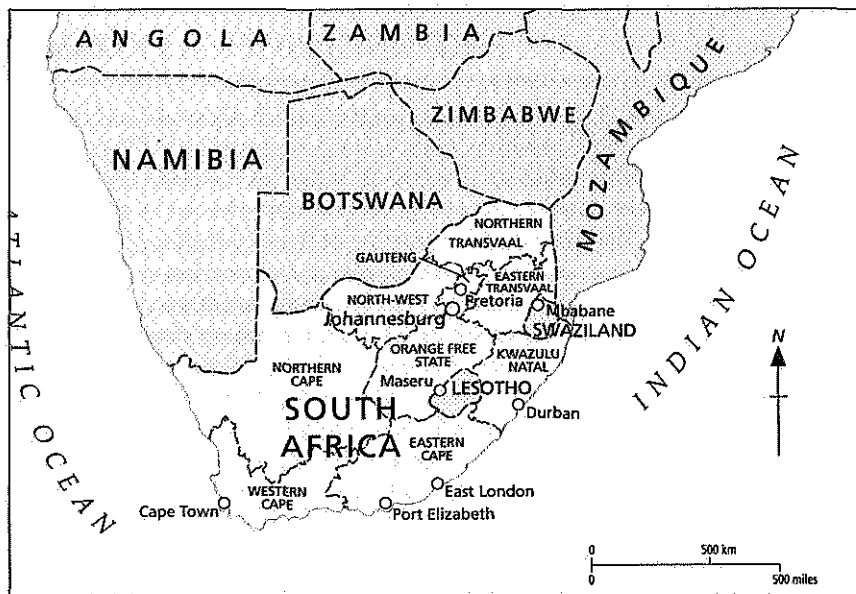 ANGOLA
ZAMBIA
ZIMBABWE
MOZAMBIQUE
NAMIBIA
BOTSWANA
NORTHERN
TRANSVAAL
GAUTENG
EASTERN
TRANSVAAL
Pretoria
NORTH-WEST
Johannesburg
Mbabane
SWAZILAND
ORANGE FREE
STATE
KWAZULU
NATAL
NORTHERN
CAPE
Maseru
LESOTHO
Durban
SOUTH
AFRICA
EASTERN
CAPE
WESTERN
CAPE
East London
Cape Town
Port Elizabeth
ATLANTIC OCEAN
INDIAN OCEAN
N
0
500 km
0
500 miles